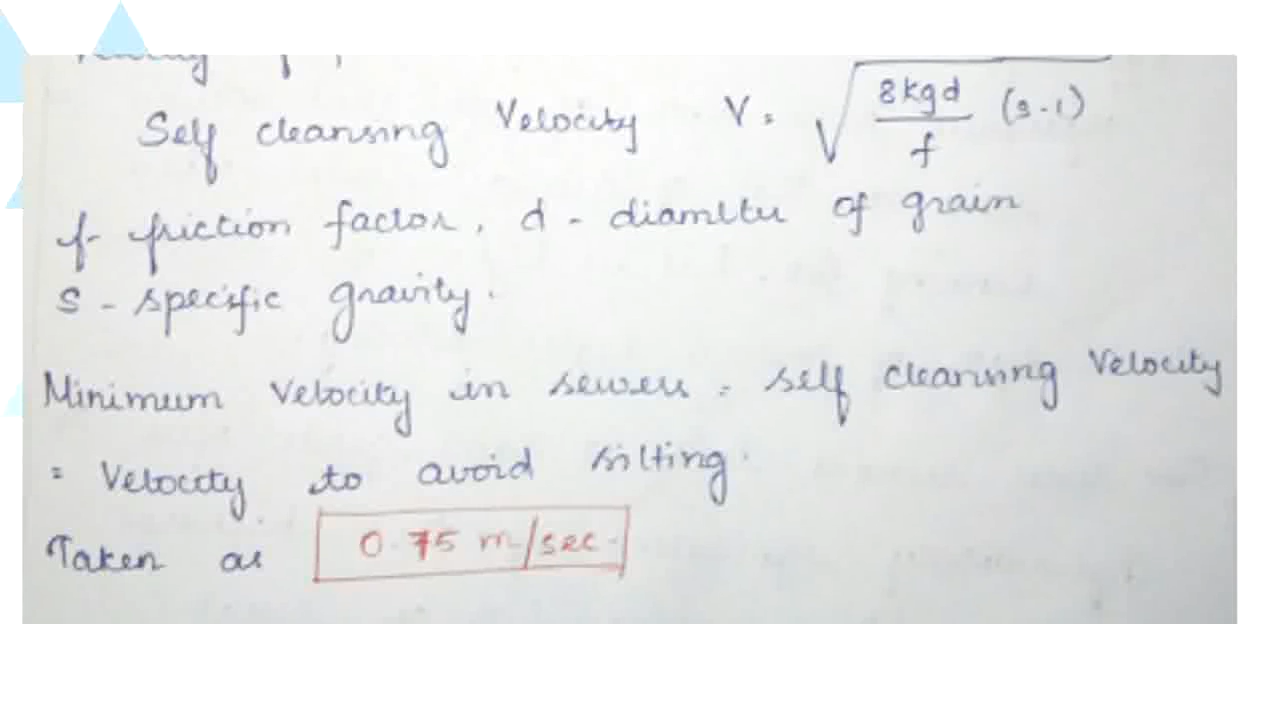 Self cleansing Velocity V = √ 8kgd / f (s-1)
f - friction factor, d - diameter of grain
S - specific gravity.
Minimum Velocity in sewers = self cleansing Velocity
= Velocity to avoid silting.
Taken as 0.75 m/sec.